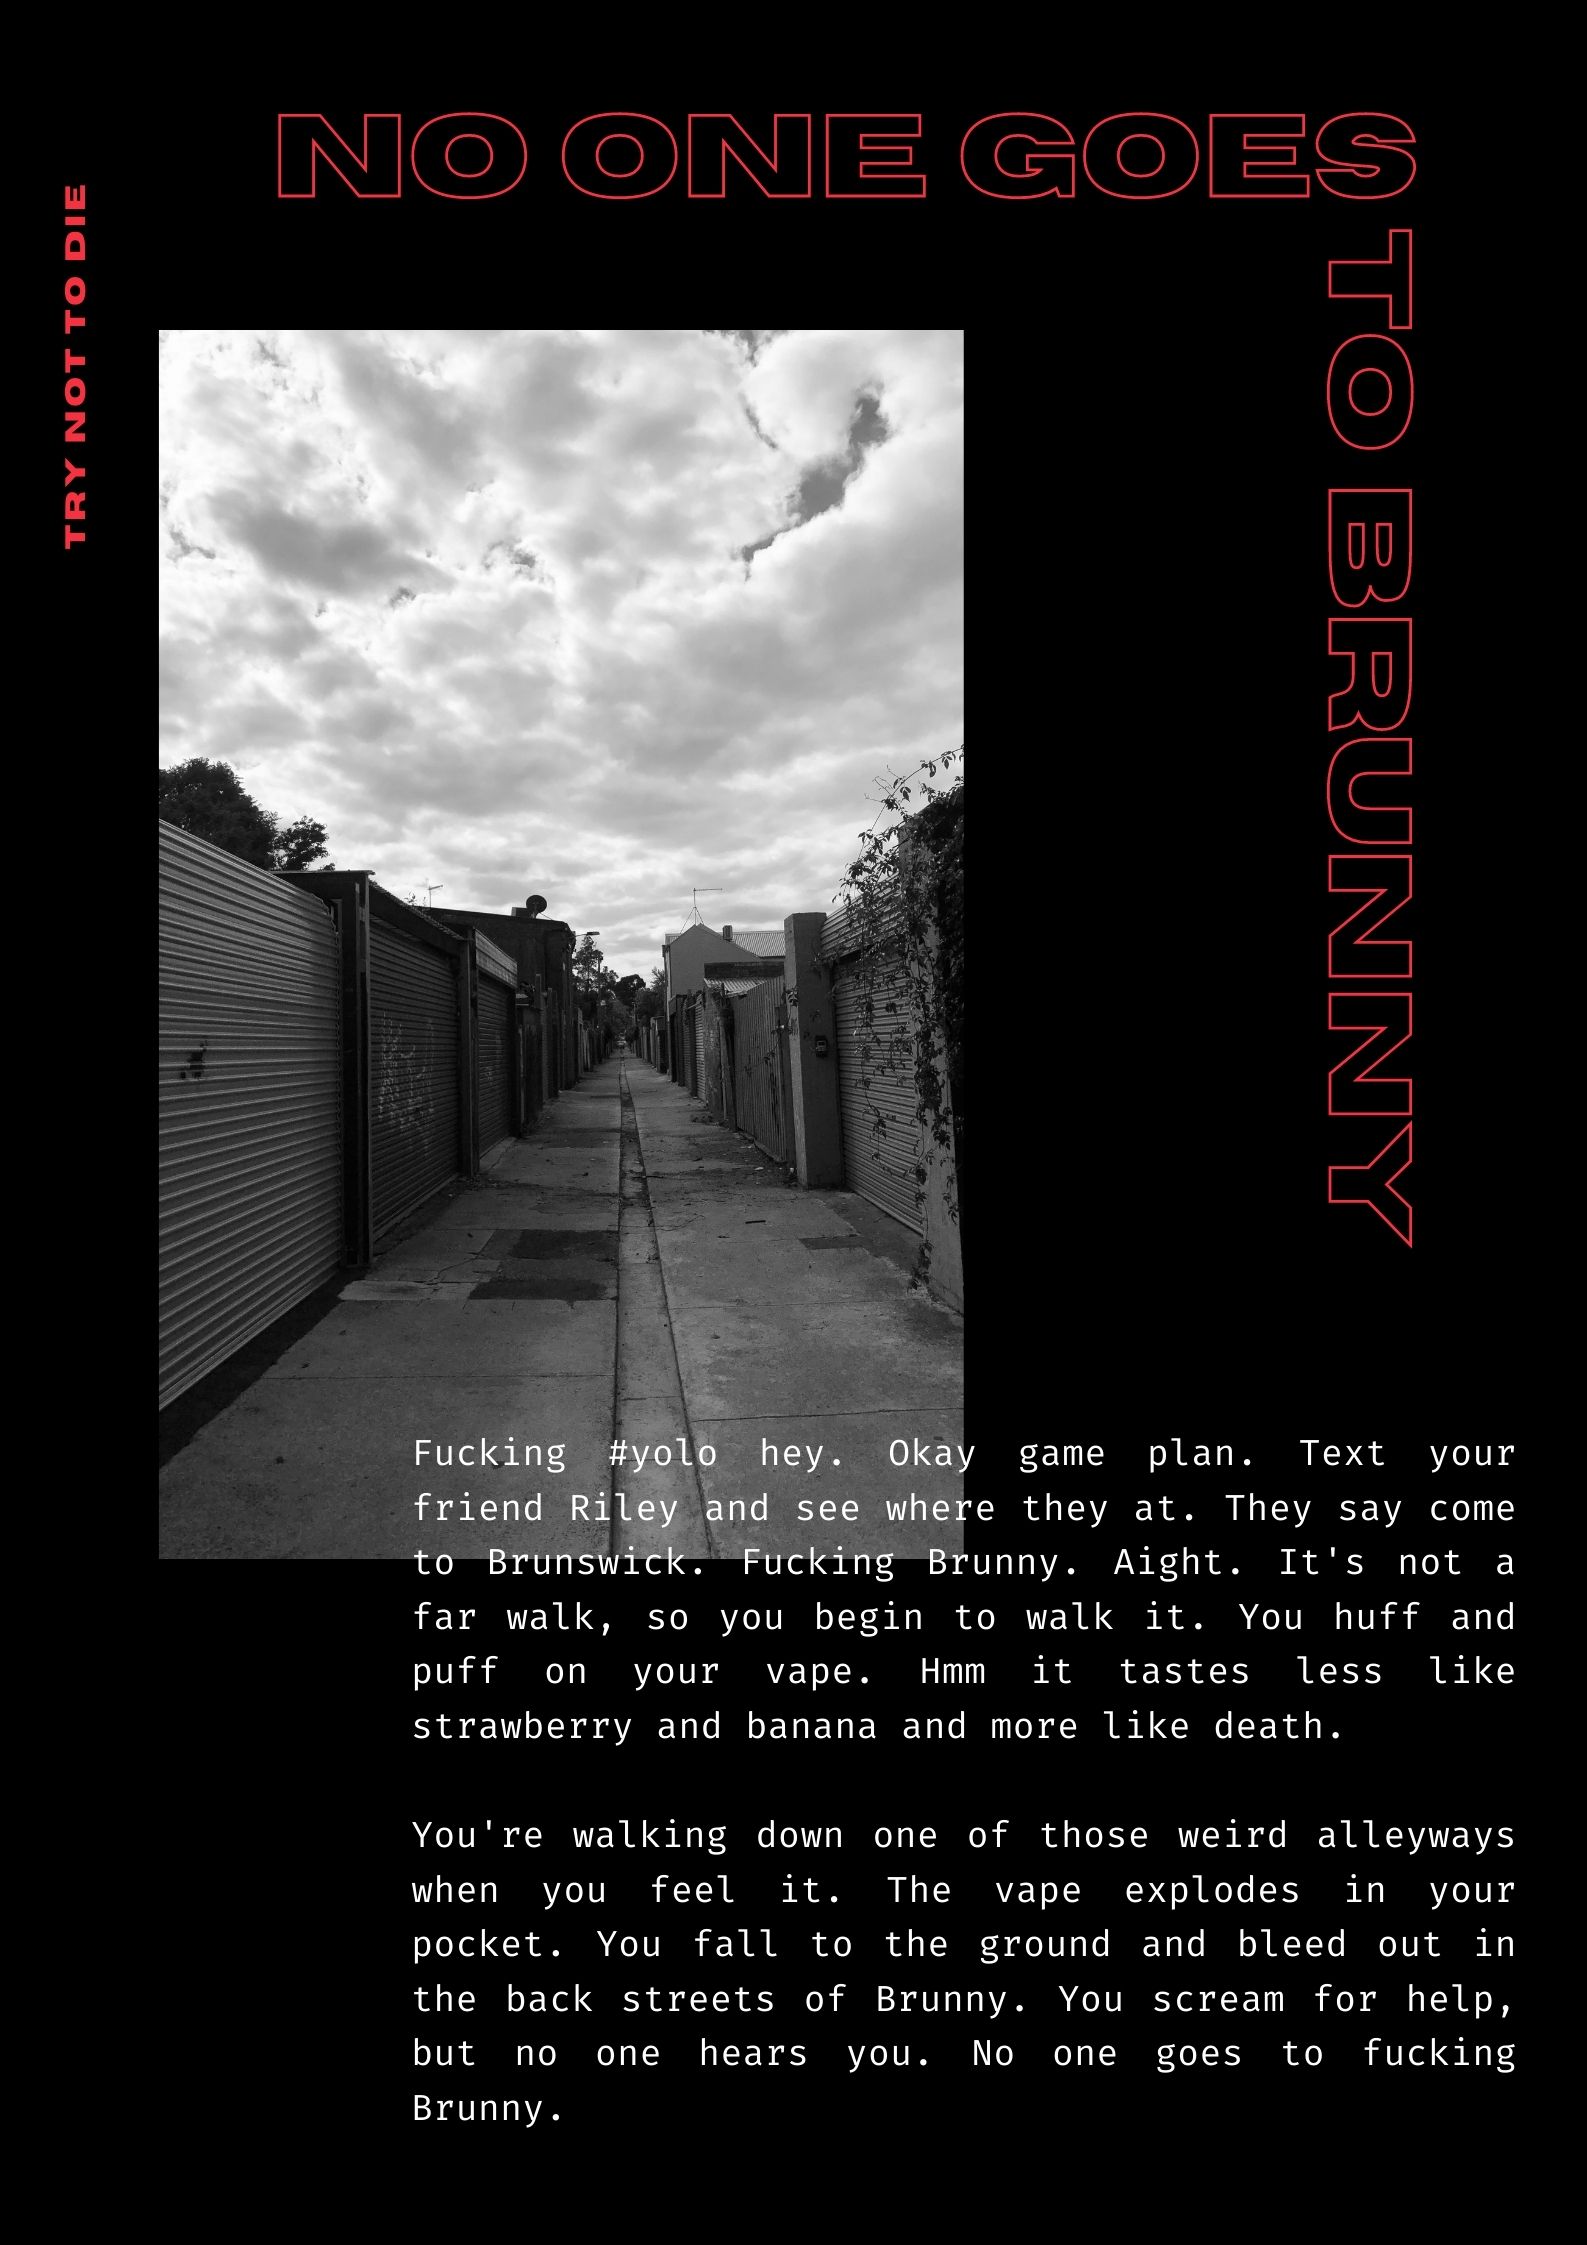 NO ONE GOES
TO BRUNNY
TRY NOT TO DIE
Fucking #yolo hey. Okay game plan. Text your
friend Riley and see where they at. They say come
to Brunswick. Fucking Brunny. Aight. It's not a
far walk, so you begin to walk it. You huff and
puff on your vape. Hmm it tastes less like
strawberry and banana and more like death.
You're walking down one of those weird alleyways
when you feel it. The vape explodes in your
pocket. You fall to the ground and bleed out in
the back streets of Brunny. You scream for help,
but no one hears you. No one goes to fucking
Brunny.